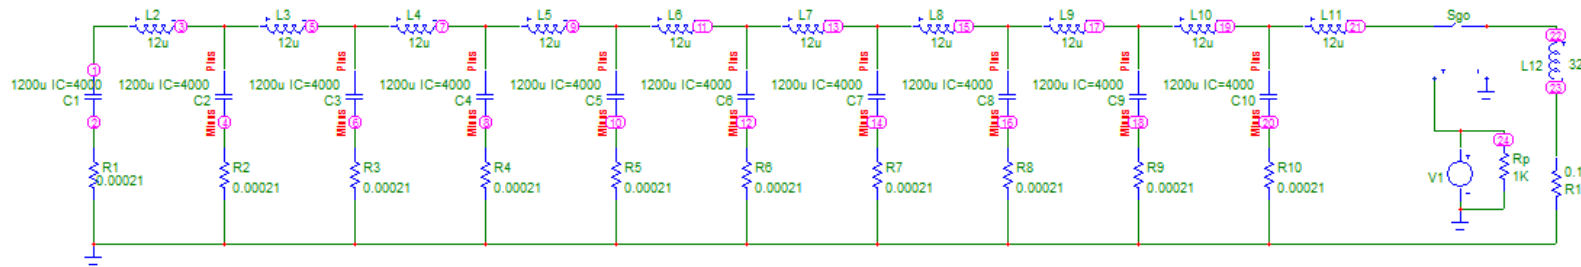 L2 L3 L4 L5 L6 L7 L8 L9 L10 L11 Sgo
3 5 7 9 11 13 15 17 19 21 22
12u 12u 12u 12u 12u 12u 12u 12u 12u 12u
Plus Plus Plus Plus Plus Plus Plus Plus Plus
L12 32
1
1200u IC=4000 1200u IC=4000 1200u IC=4000 1200u IC=4000 1200u IC=4000 1200u IC=4000 1200u IC=4000 1200u IC=4000 1200u IC=4000 1200u IC=4000
23
C1 C2 C3 C4 C5 C6 C7 C8 C9 C10
Minus Minus Minus Minus Minus Minus Minus Minus Minus
2 4 6 8 10 12 14 16 18 20
24
R1 R2 R3 R4 R5 R6 R7 R8 R9 R10 V1 Rp 0.1
0.00021 0.00021 0.00021 0.00021 0.00021 0.00021 0.00021 0.00021 0.00021 0.00021 1K R1